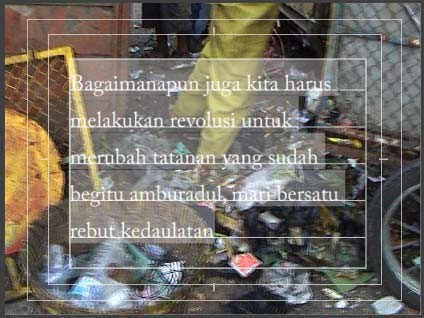 Bagaimanapun juga kita harus
melakukan revolusi untuk
merubah tatanan yang sudah
begitu amburadul, mari bersatu
rebut kedaulatan